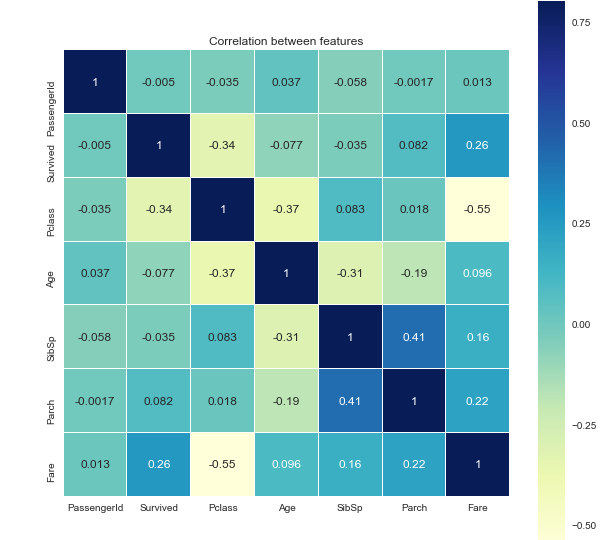 Correlation between features
PassengerId 1 -0.005 -0.035 0.037 -0.058 -0.0017 0.013
Survived -0.005 1 -0.34 -0.077 -0.035 0.082 0.26
Pclass -0.035 -0.34 1 -0.37 0.083 0.018 -0.55
Age 0.037 -0.077 -0.37 1 -0.31 -0.19 0.096
SibSp -0.058 -0.035 0.083 -0.31 1 0.41 0.16
Parch -0.0017 0.082 0.018 -0.19 0.41 1 0.22
Fare 0.013 0.26 -0.55 0.096 0.16 0.22 1
PassengerId Survived Pclass Age SibSp Parch Fare
0.75
0.50
0.25
0.00
−0.25
−0.50